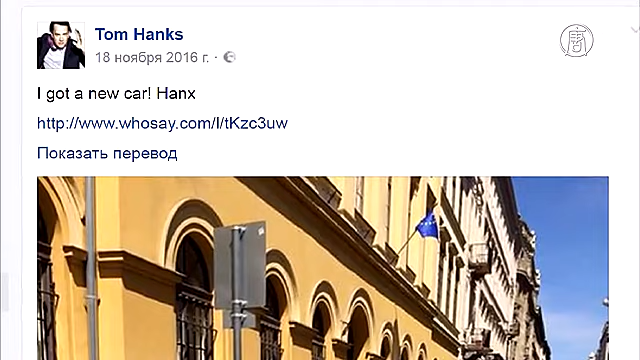 Tom Hanks
18 ноября 2016 г. ·
I got a new car! Hanx
http://www.whosay.com/l/tKzc3uw
Показать перевод